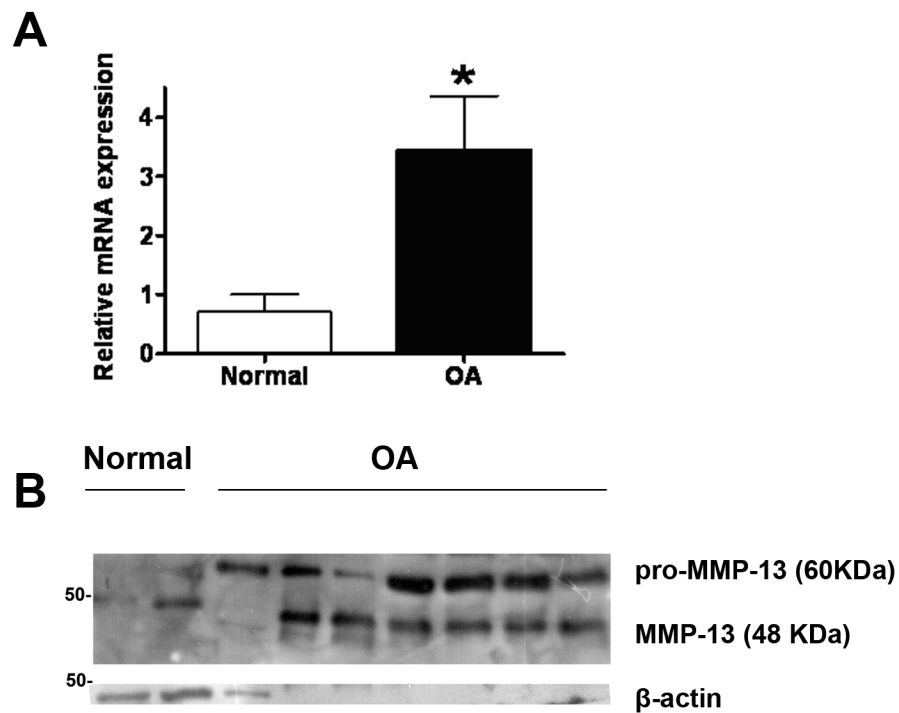 A
Relative mRNA expression
*
4
3
2
1
0
Normal OA
B
Normal OA
50-
pro-MMP-13 (60KDa)
MMP-13 (48 KDa)
50-
β-actin